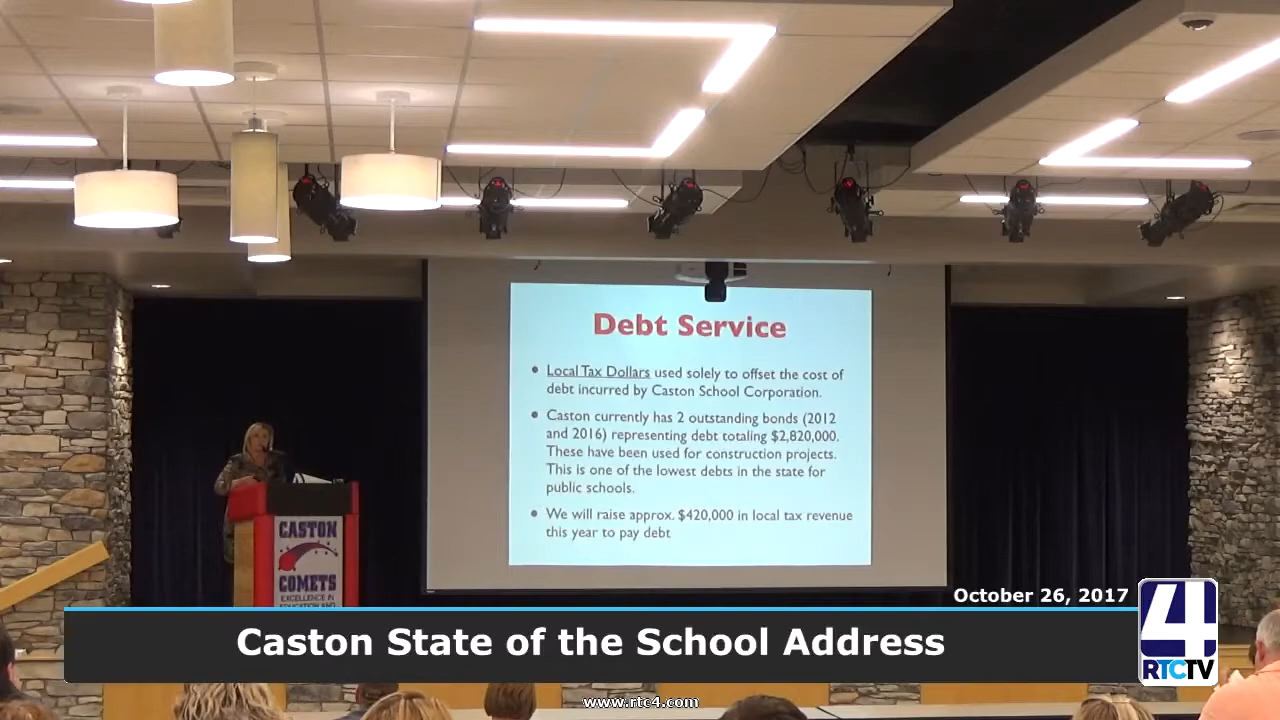 Debt Service
• Local Tax Dollars used solely to offset the cost of
debt incurred by Caston School Corporation.
• Caston currently has 2 outstanding bonds (2012
and 2016) representing debt totaling $2,820,000.
These have been used for construction projects.
This is one of the lowest debts in the state for
public schools.
• We will raise approx. $420,000 in local tax revenue
this year to pay debt
CASTON
COMETS
EXCELLENCE IN
EDUCATION AND
October 26, 2017
Caston State of the School Address
4
RTCTV
www.rtc4.com